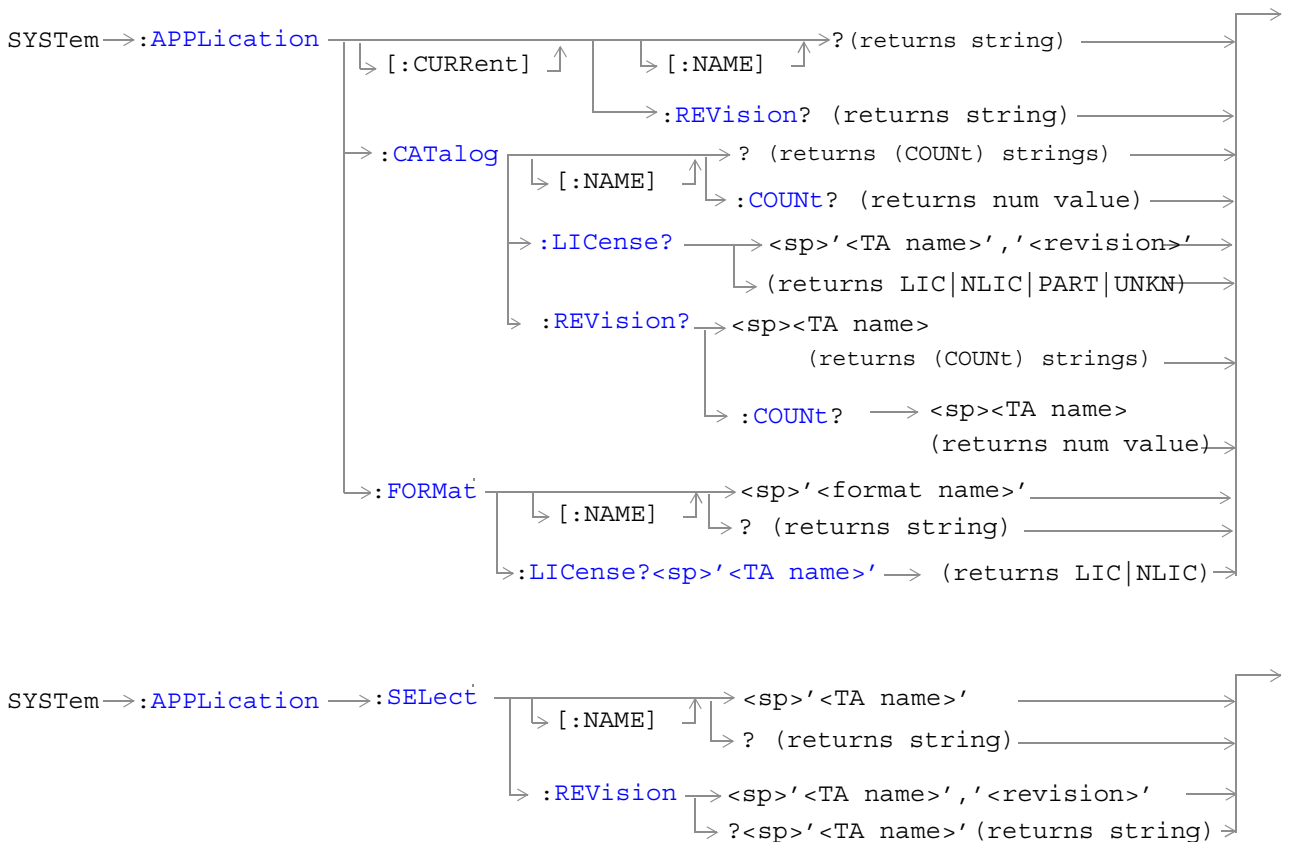 SYSTem :APPLication ?(returns string)
[:CURRent] [:NAME]
:REVision? (returns string)
:CATalog ? (returns (COUNt) strings)
[:NAME]
:COUNt? (returns num value)
:LICense? <sp>’<TA name>’,’<revision>’
(returns LIC|NLIC|PART|UNKN)
:REVision? <sp><TA name>
(returns (COUNt) strings)
:COUNt? <sp><TA name>
(returns num value)
:FORMat <sp>’<format name>’
[:NAME]
? (returns string)
:LICense?<sp>’<TA name>’ (returns LIC|NLIC)
SYSTem :APPLication :SELect <sp>’<TA name>’
[:NAME]
? (returns string)
:REVision <sp>’<TA name>’,’<revision>’
?<sp>’<TA name>’(returns string)